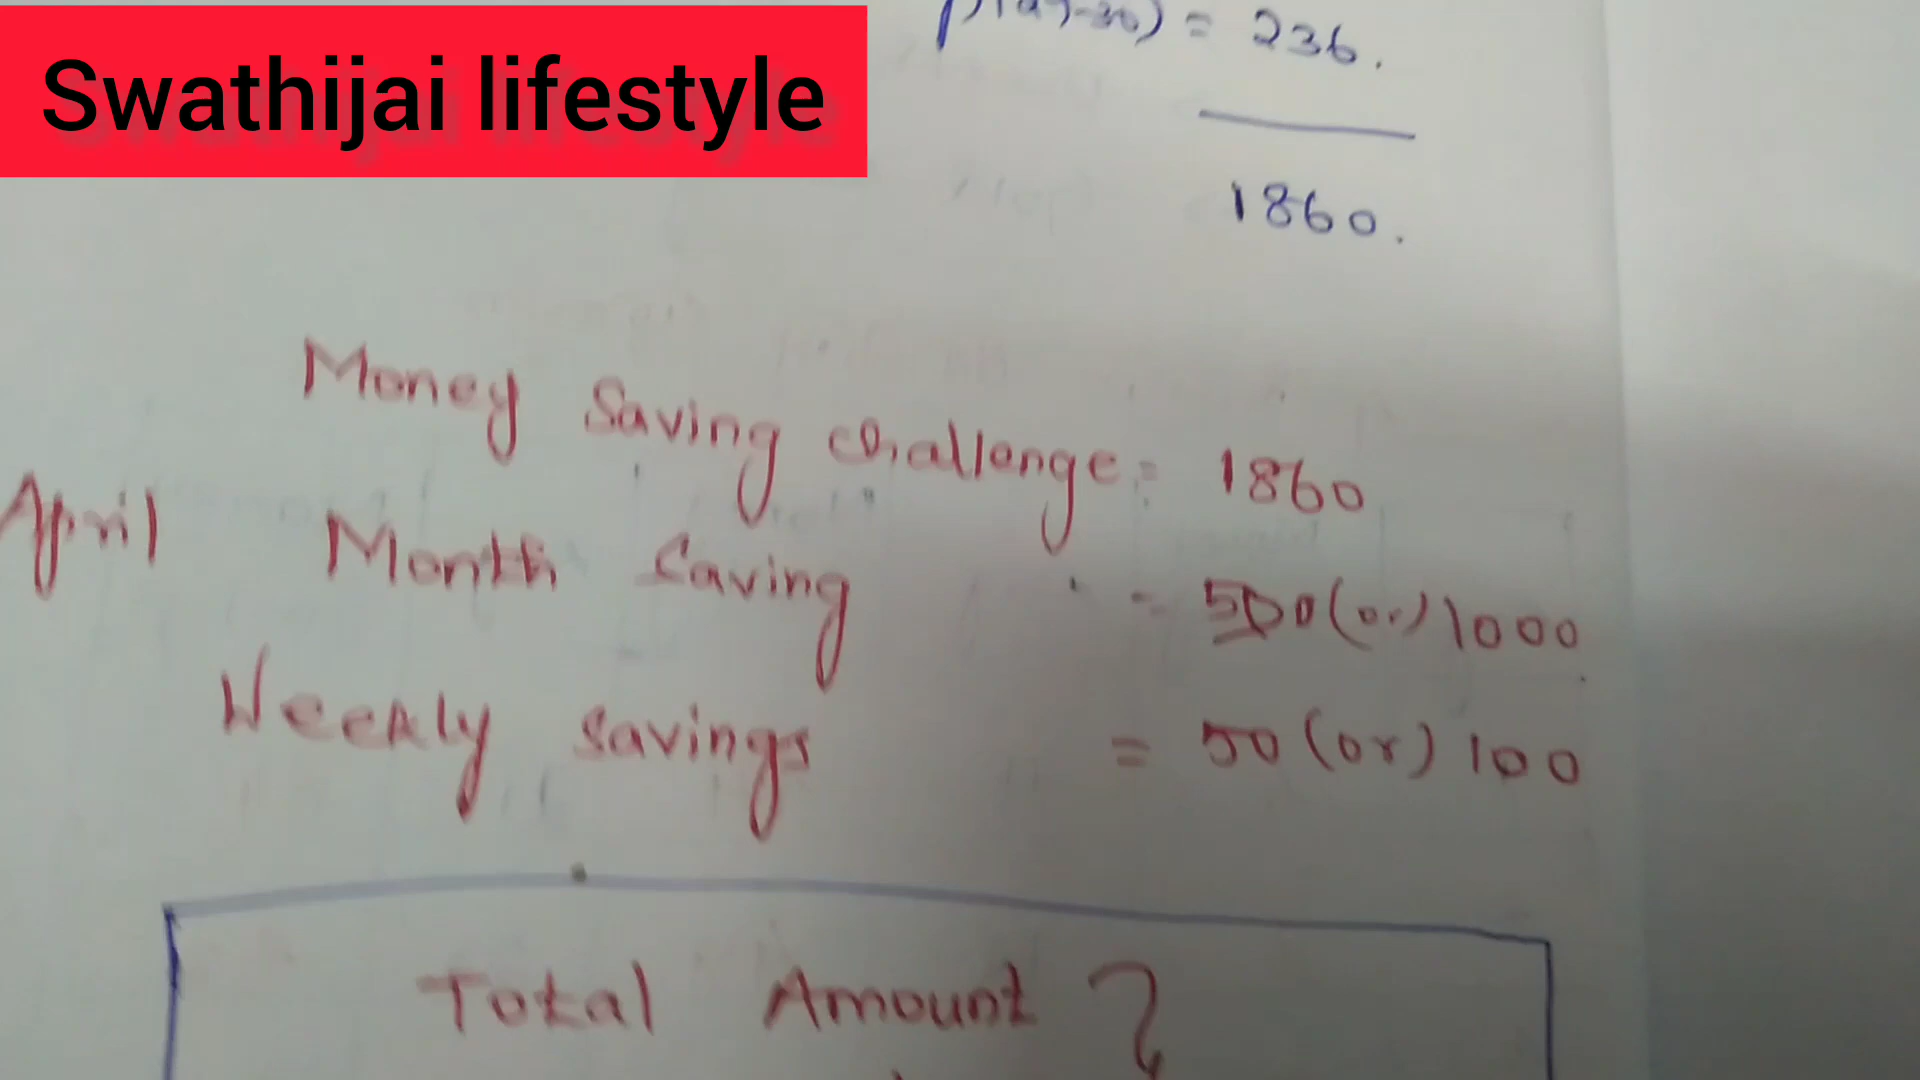 Swathijai lifestyle
= 236.
1860.
Money Saving challenge = 1860
April Month Saving = 500 (or) 1000
Weekly savings = 50 (or) 100
Total Amount ?